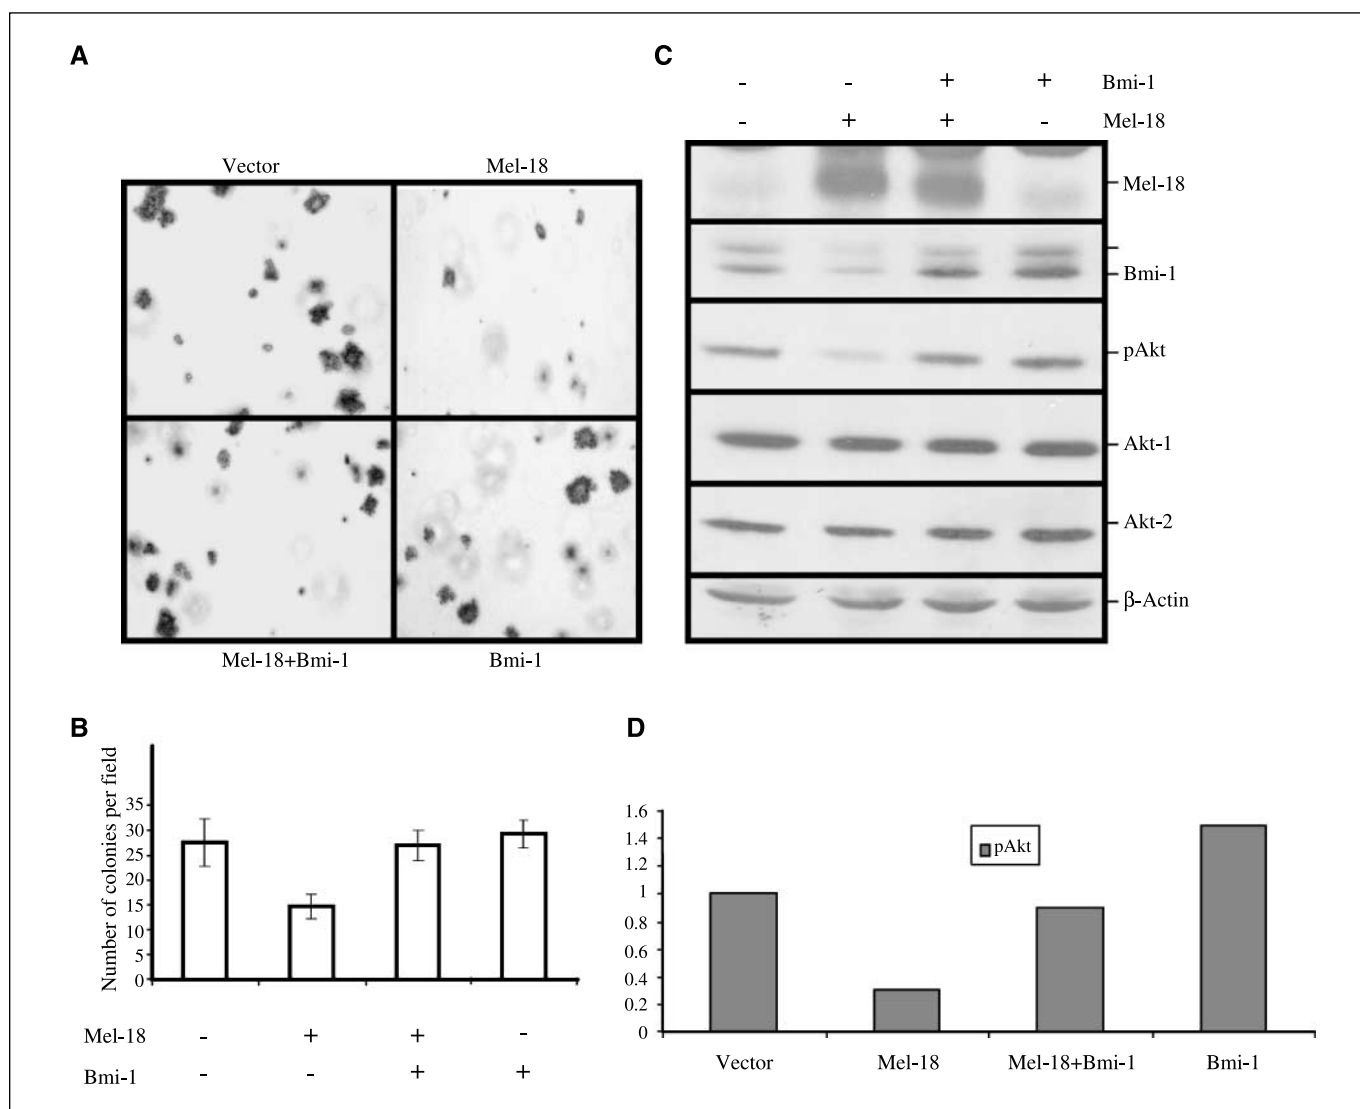 A
Vector Mel-18
Mel-18+Bmi-1 Bmi-1
C
- - + + Bmi-1
- + + - Mel-18
Mel-18
Bmi-1
pAkt
Akt-1
Akt-2
β-Actin
B
Number of colonies per field
35
30
25
20
15
10
5
0
Mel-18 - + + -
Bmi-1 - - + +
D
1.6
1.4
1.2
1
0.8
0.6
0.4
0.2
0
pAkt
Vector Mel-18 Mel-18+Bmi-1 Bmi-1